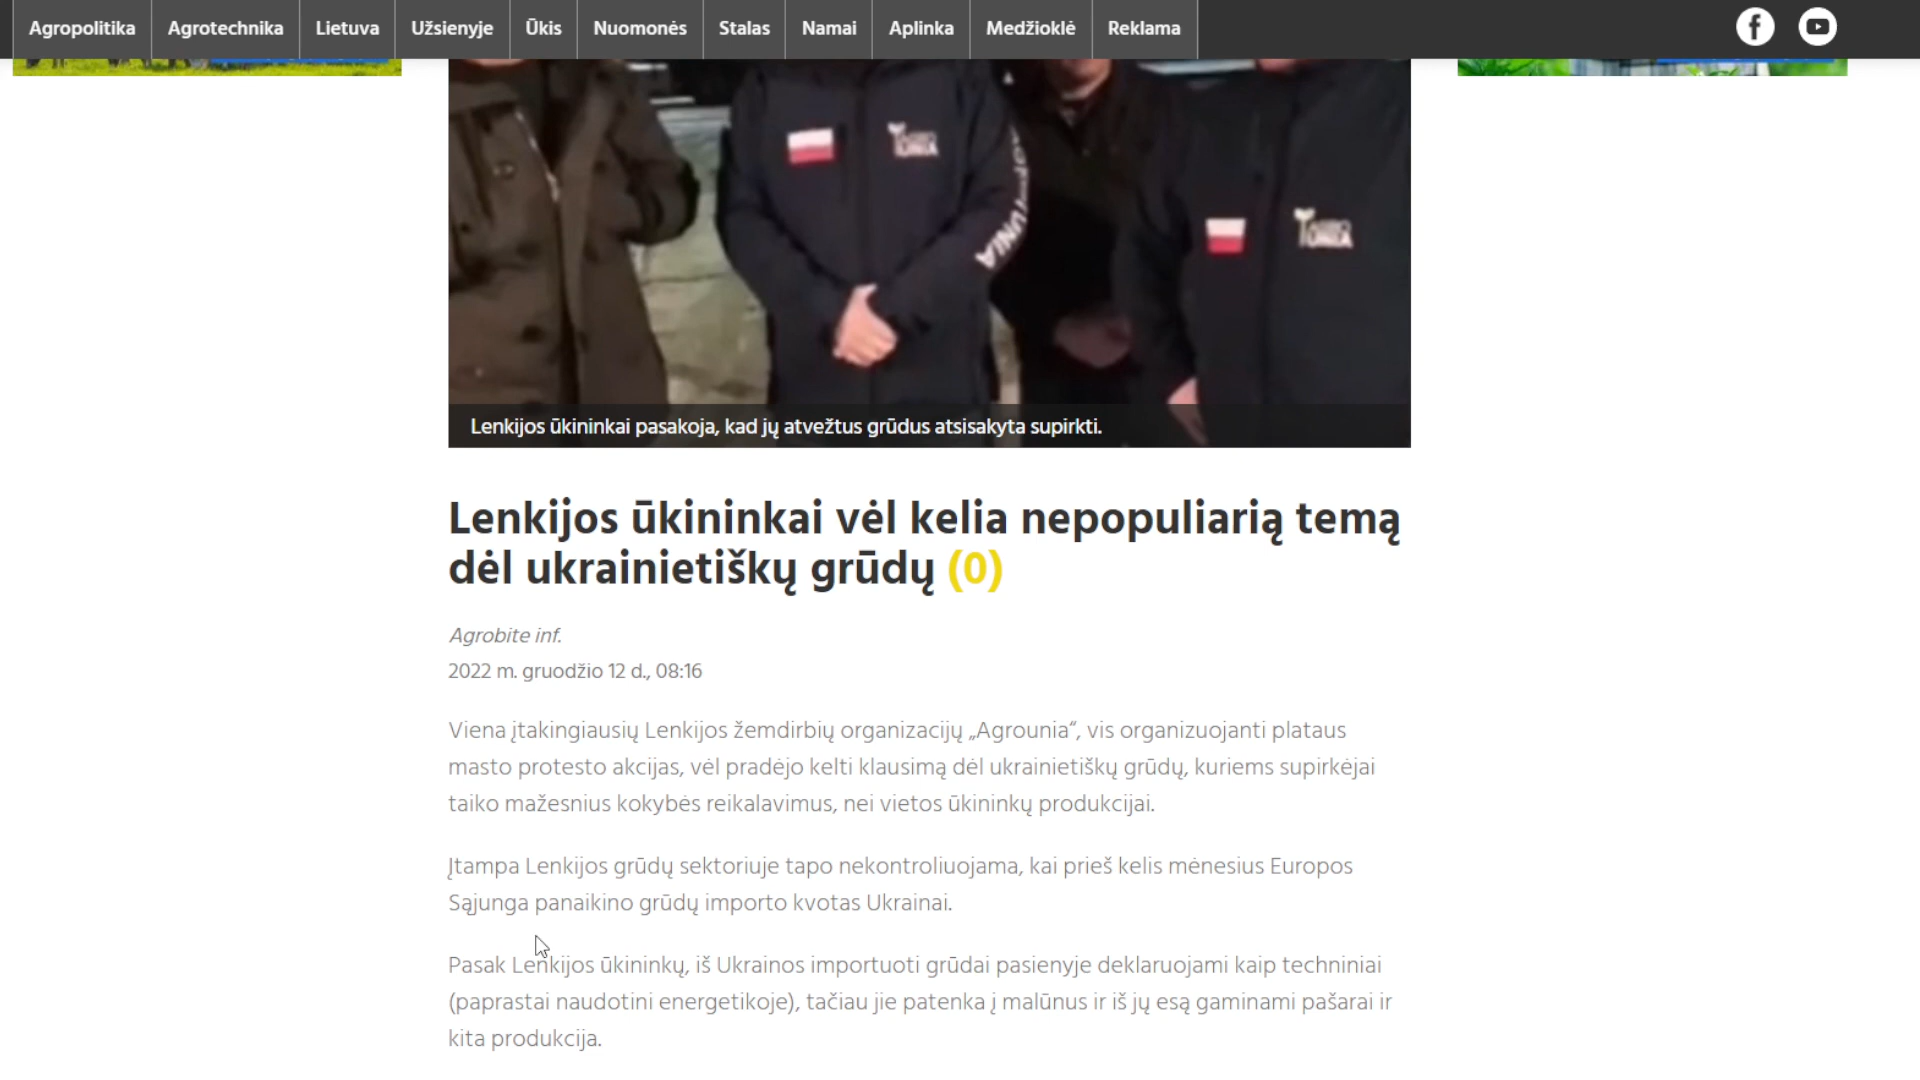 Agropolitika Agrotechnika Lietuva Užsienyje Ūkis Nuomonės Stalas Namai Aplinka Medžioklė Reklama
Lenkijos ūkininkai pasakoja, kad jų atvežtus grūdus atsisakyta supirkti.
Lenkijos ūkininkai vėl kelia nepopuliarią temą
dėl ukrainietiškų grūdų (0)
Agrobite inf.
2022 m. gruodžio 12 d., 08:16
Viena įtakingiausių Lenkijos žemdirbių organizacijų „Agrounia“, vis organizuojanti plataus
masto protesto akcijas, vėl pradėjo kelti klausimą dėl ukrainietiškų grūdų, kuriems supirkėjai
taiko mažesnius kokybės reikalavimus, nei vietos ūkininkų produkcijai.
Įtampa Lenkijos grūdų sektoriuje tapo nekontroliuojama, kai prieš kelis mėnesius Europos
Sąjunga panaikino grūdų importo kvotas Ukrainai.
Pasak Lenkijos ūkininkų, iš Ukrainos importuoti grūdai pasienyje deklaruojami kaip techniniai
(paprastai naudotini energetikoje), tačiau jie patenka į malūnus ir iš jų esą gaminami pašarai ir
kita produkcija.